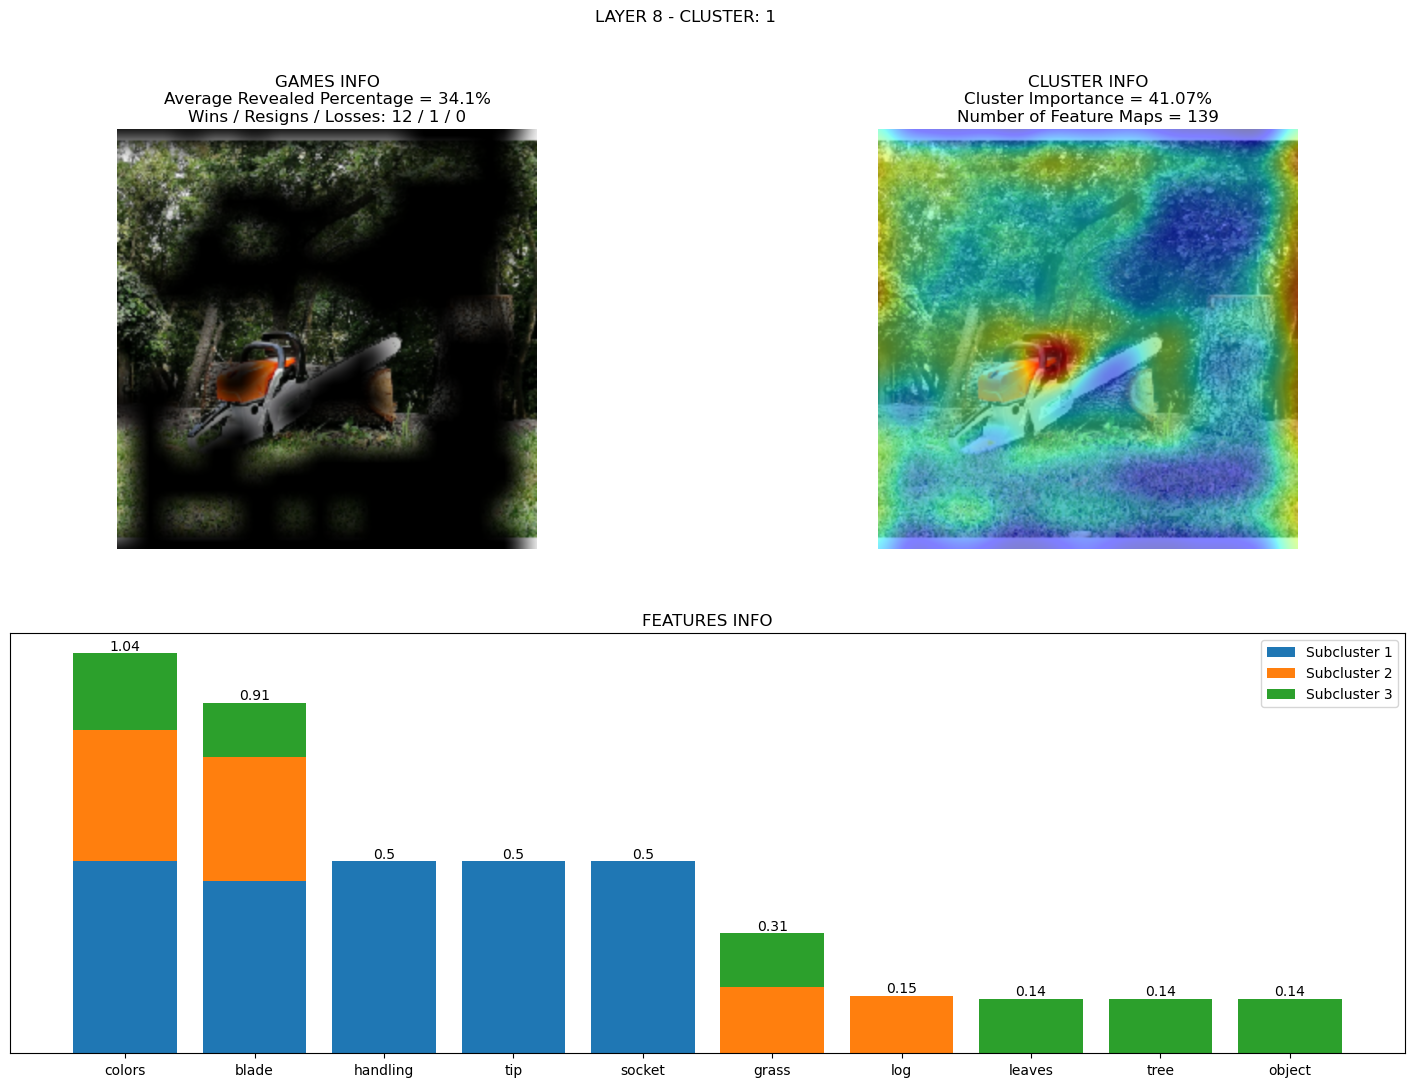 LAYER 8 - CLUSTER: 1
GAMES INFO
Average Revealed Percentage = 34.1%
Wins / Resigns / Losses: 12 / 1 / 0
CLUSTER INFO
Cluster Importance = 41.07%
Number of Feature Maps = 139
FEATURES INFO
1.04
0.91
0.5
0.5
0.5
0.31
0.15
0.14
0.14
0.14
Subcluster 1
Subcluster 2
Subcluster 3
colors
blade
handling
tip
socket
grass
log
leaves
tree
object